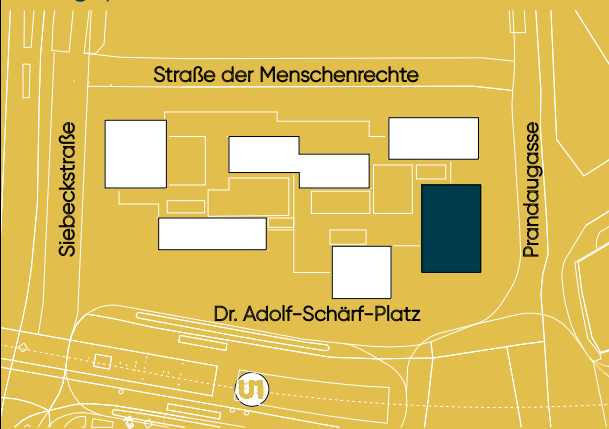 Straße der Menschenrechte
Siebeckstraße
Prandaugasse
Dr. Adolf-Schärf-Platz
U1